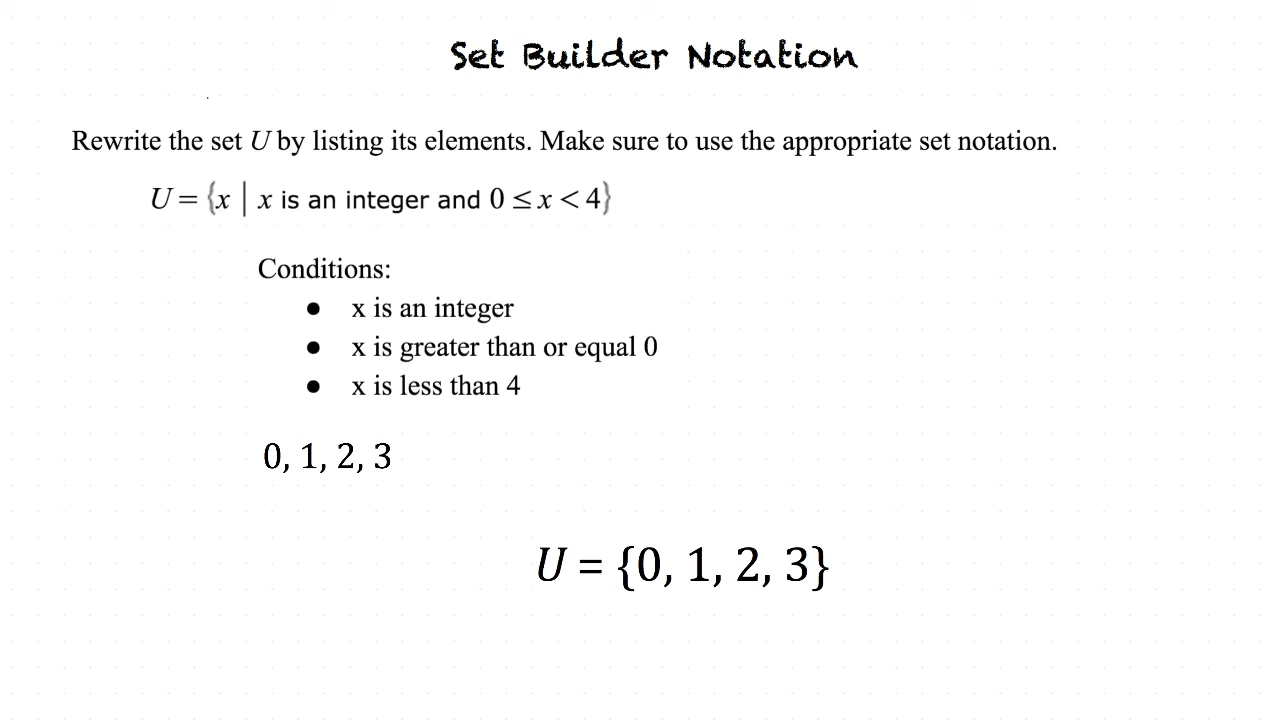 Set Builder Notation
Rewrite the set U by listing its elements. Make sure to use the appropriate set notation.
U = {x | x is an integer and 0 ≤ x < 4}
Conditions:
● x is an integer
● x is greater than or equal 0
● x is less than 4
0, 1, 2, 3
U = {0, 1, 2, 3}